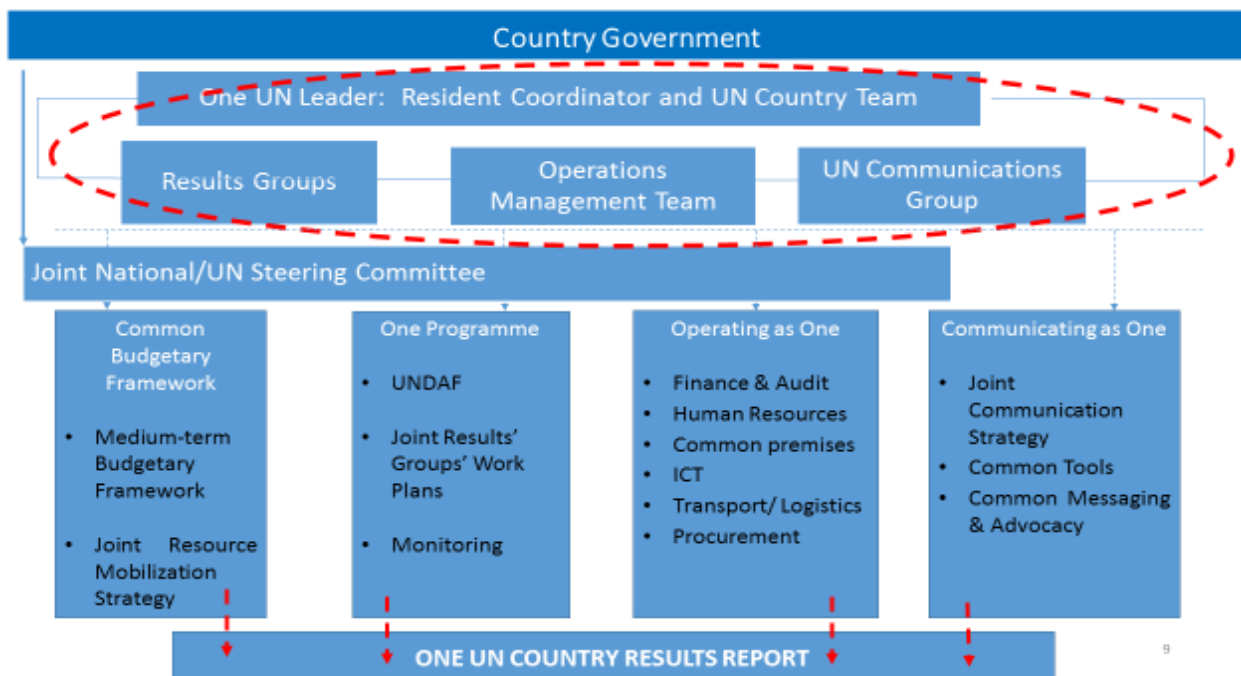 Country Government
One UN Leader: Resident Coordinator and UN Country Team
Results Groups
Operations
Management Team
UN Communications
Group
Joint National/UN Steering Committee
Common
Budgetary
Framework
• Medium-term
Budgetary
Framework
• Joint Resource
Mobilization
Strategy
One Programme
• UNDAF
• Joint Results'
Groups' Work
Plans
• Monitoring
Operating as One
• Finance & Audit
• Human Resources
• Common premises
• ICT
• Transport/ Logistics
• Procurement
Communicating as One
• Joint
Communication
Strategy
• Common Tools
• Common Messaging
& Advocacy
ONE UN COUNTRY RESULTS REPORT
9